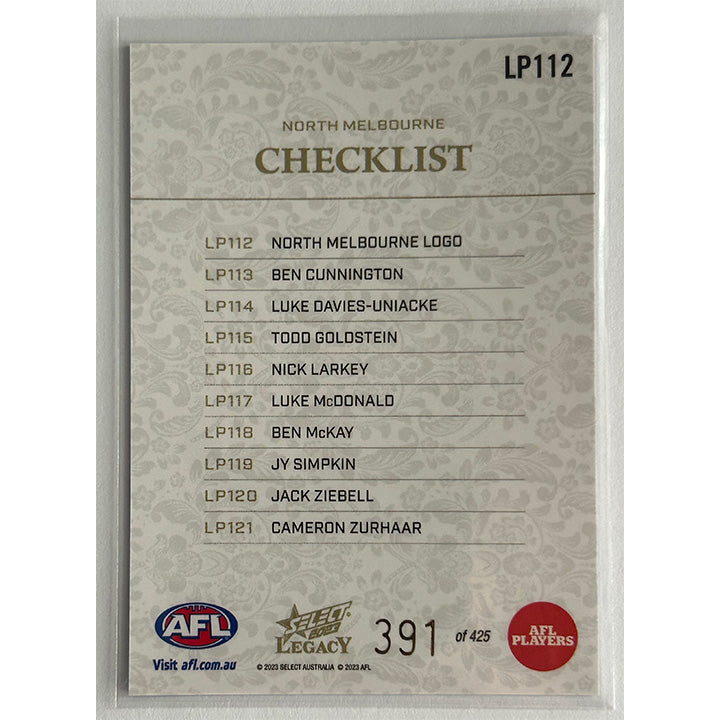 LP112
NORTH MELBOURNE
CHECKLIST
LP112 NORTH MELBOURNE LOGO
LP113 BEN CUNNINGTON
LP114 LUKE DAVIES-UNIACKE
LP115 TODD GOLDSTEIN
LP116 NICK LARKEY
LP117 LUKE McDONALD
LP118 BEN McKAY
LP119 JY SIMPKIN
LP120 JACK ZIEBELL
LP121 CAMERON ZURHAAR
AFL
Visit afl.com.au
SELECT
2023
LEGACY
© 2023 SELECT AUSTRALIA © 2023 AFL
391 of 425
AFL
PLAYERS